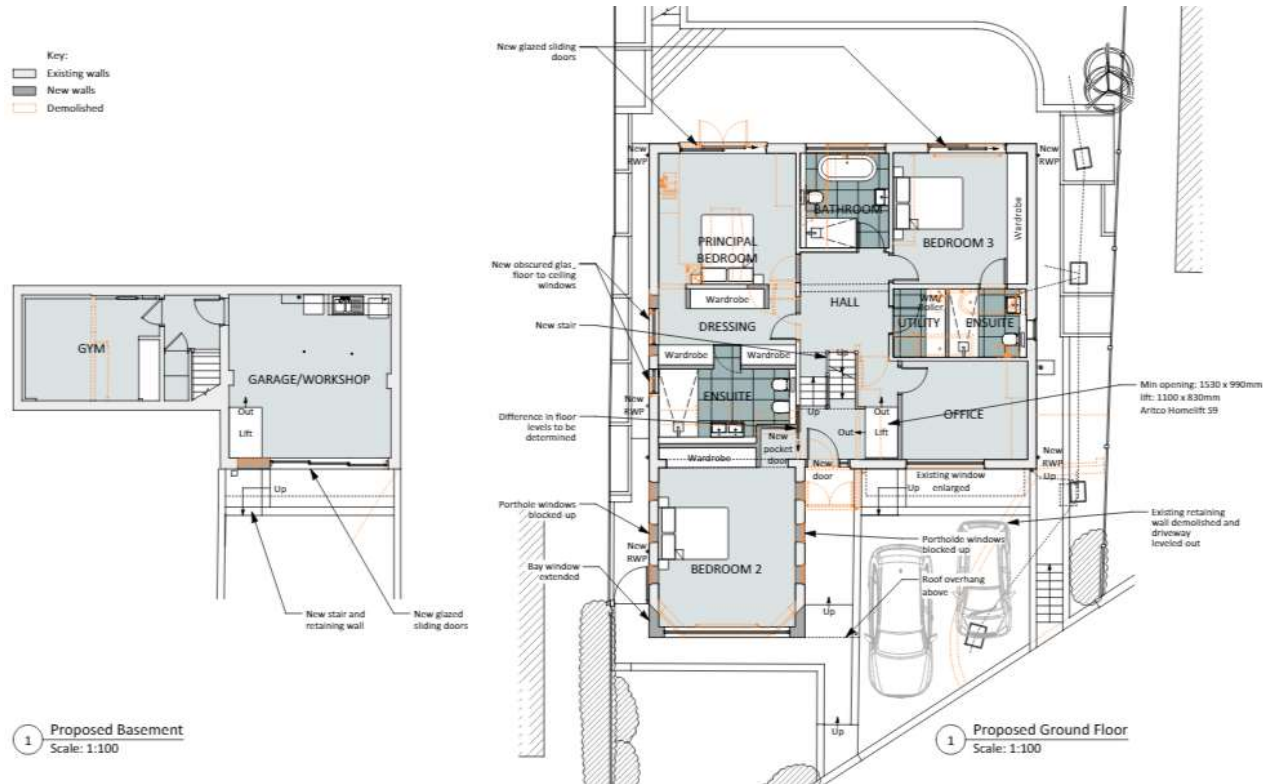 Key:
Existing walls
New walls
Demolished
GYM
GARAGE/WORKSHOP
Out
Lift
Up
New stair and
retaining wall
New glazed
sliding doors
1
Proposed Basement
Scale: 1:100
New glazed sliding
doors
New
RWP
New
RWP
BATHROOM
PRINCIPAL
BEDROOM
BEDROOM 3
Wardrobe
New obscured glas
floor to ceiling
windows
Wardrobe
HALL
DRESSING
UTILITY
ENSUITE
New stair
Wardrobe
Wardrobe
Up
Up
ENSUITE
New
RWP
OFFICE
Min opening: 1530 x 990mm
lift: 1100 x 830mm
Aritco Homelift S9
Out
Out
Lift
Difference in floor
levels to be
determined
New
pocket
door
New
door
Wardrobe
New
RWP
Up
Existing window
enlarged
Up
Up
Porthole windows
blocked up
New
RWP
BEDROOM 2
Bay window
extended
Portholde windows
blocked up
Existing retaining
wall demolished and
driveway
leveled out
Roof overhang
above
Up
Up
1
Proposed Ground Floor
Scale: 1:100